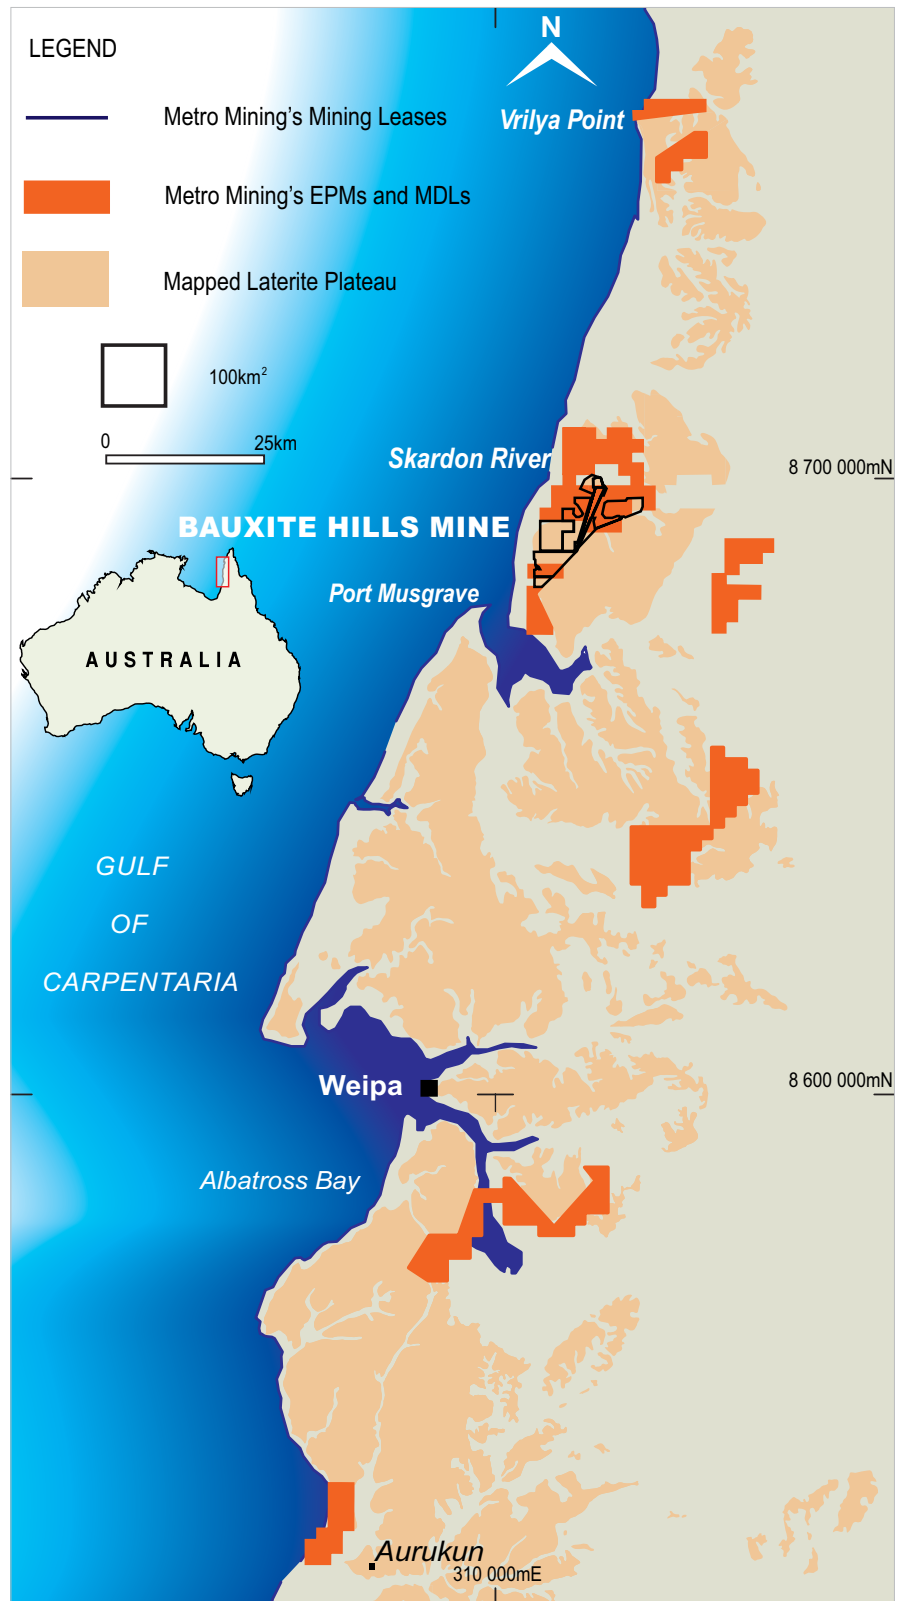 LEGEND
N
Metro Mining's Mining Leases
Vrilya Point
Metro Mining's EPMs and MDLs
Mapped Laterite Plateau
100km²
0 25km
Skardon River
8 700 000mN
BAUXITE HILLS MINE
Port Musgrave
AUSTRALIA
GULF
OF
CARPENTARIA
Weipa
8 600 000mN
Albatross Bay
Aurukun
310 000mE